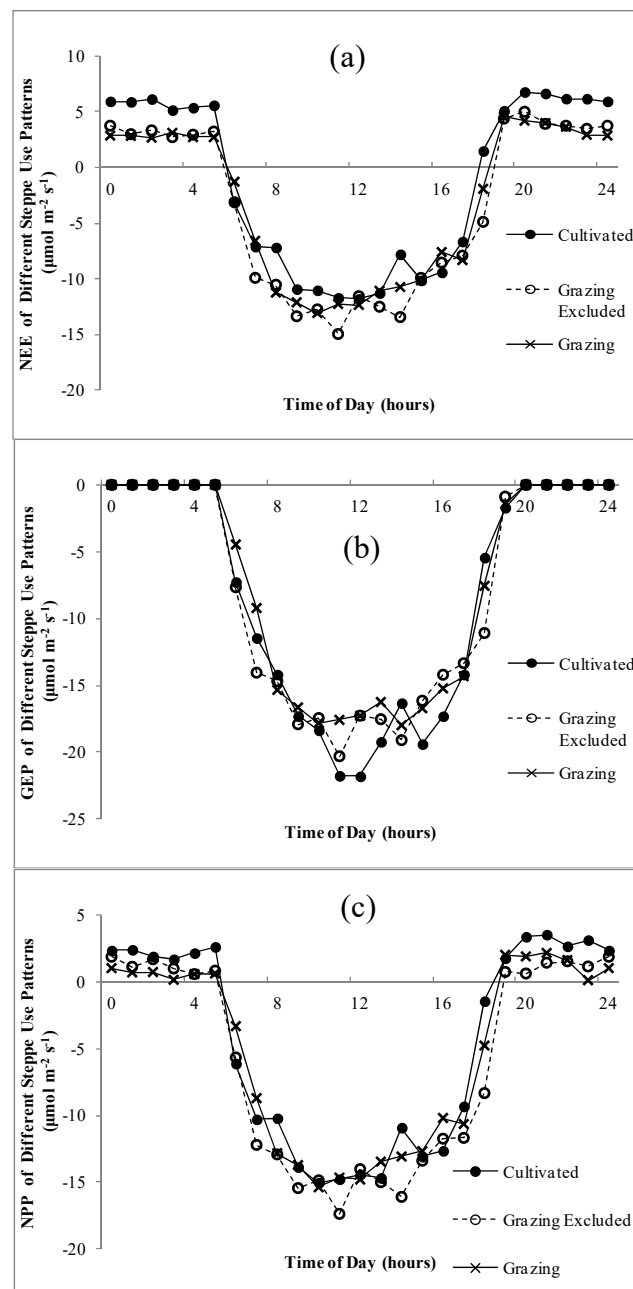 (a)
10
5
0
-5
-10
-15
-20
0 4 8 12 16 20 24
NEE of Different Steppe Use Patterns
(μmol m⁻² s⁻¹)
Time of Day (hours)
Cultivated
Grazing
Excluded
Grazing
(b)
0
-5
-10
-15
-20
-25
0 4 8 12 16 20 24
GEP of Different Steppe Use Patterns
(μmol m⁻² s⁻¹)
Time of Day (hours)
Cultivated
Grazing
Excluded
Grazing
(c)
5
0
-5
-10
-15
-20
0 4 8 12 16 20 24
NPP of Different Steppe Use Patterns
(μmol m⁻² s⁻¹)
Time of Day (hours)
Cultivated
Grazing Excluded
Grazing